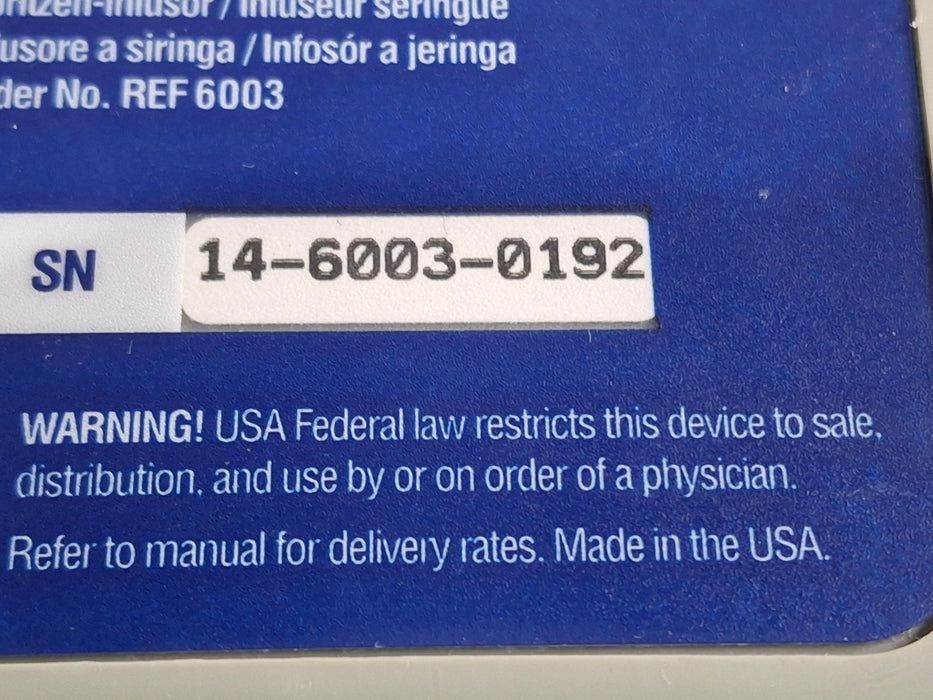 Infuseur seringue
a siringa / Infosór a jeringa
No. REF 6003
SN 14-6003-0192
WARNING! USA Federal law restricts this device to sale,
distribution, and use by or on order of a physician.
Refer to manual for delivery rates. Made in the USA.